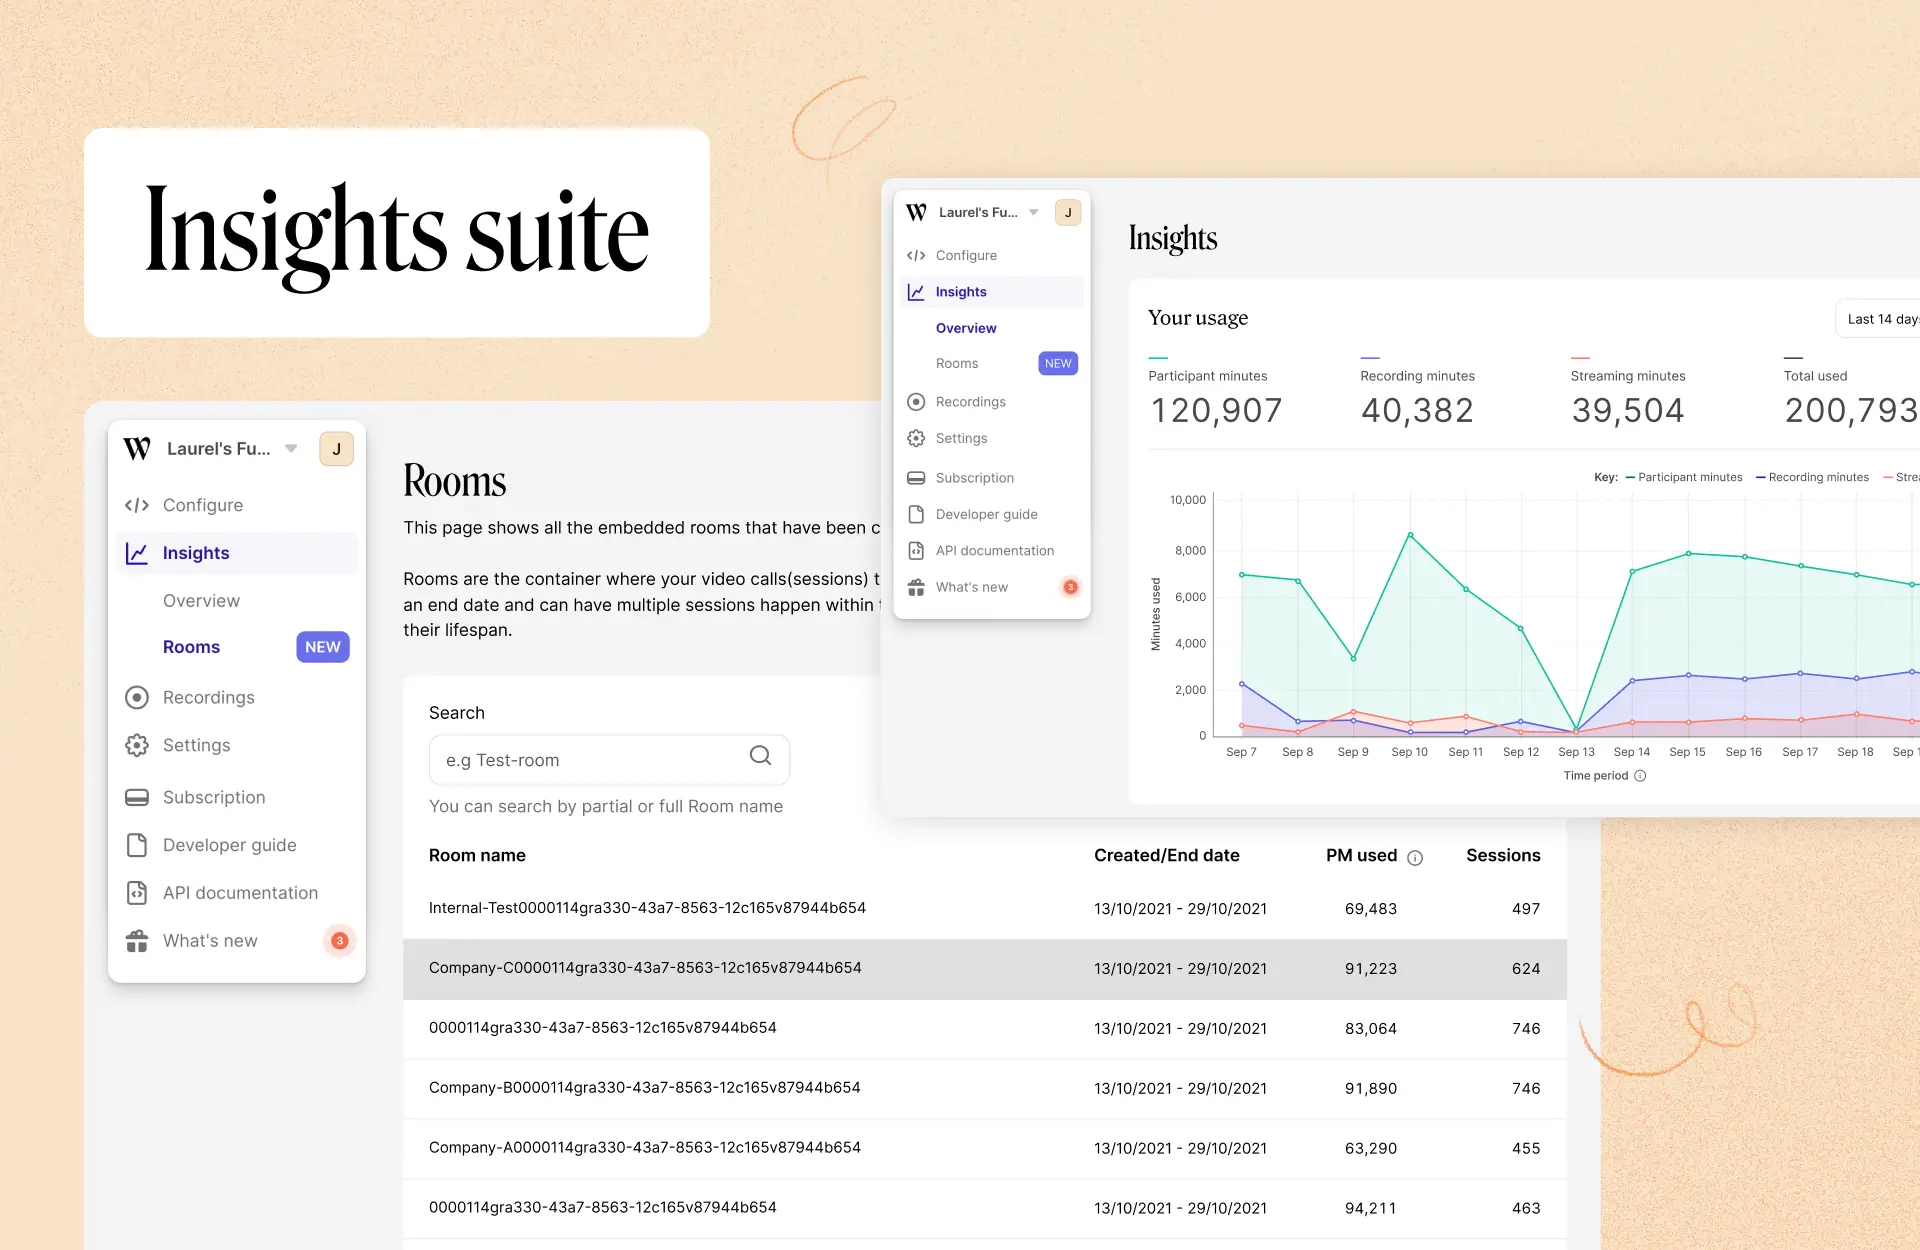 Insights suite
Laurel's Fu...
J
Configure
Insights
Overview
Rooms
NEW
Recordings
Settings
Subscription
Developer guide
API documentation
What's new
3
Rooms
This page shows all the embedded rooms that have been c
Rooms are the container where your video calls(sessions) t
an end date and can have multiple sessions happen within
their lifespan.
Search
e.g Test-room
You can search by partial or full Room name
Room name Created/End date PM used Sessions
Internal-Test0000114gra330-43a7-8563-12c165v87944b654 13/10/2021 - 29/10/2021 69,483 497
Company-C0000114gra330-43a7-8563-12c165v87944b654 13/10/2021 - 29/10/2021 91,223 624
0000114gra330-43a7-8563-12c165v87944b654 13/10/2021 - 29/10/2021 83,064 746
Company-B0000114gra330-43a7-8563-12c165v87944b654 13/10/2021 - 29/10/2021 91,890 746
Company-A0000114gra330-43a7-8563-12c165v87944b654 13/10/2021 - 29/10/2021 63,290 455
0000114gra330-43a7-8563-12c165v87944b654 13/10/2021 - 29/10/2021 94,211 463
W Laurel's Fu...
J
Configure
Insights
Overview
Rooms
NEW
Recordings
Settings
Subscription
Developer guide
API documentation
What's new
3
Insights
Your usage
Last 14 days
Participant minutes Recording minutes Streaming minutes Total used
120,907 40,382 39,504 200,793
Key: Participant minutes Recording minutes Strea
Minutes used
10,000
8,000
6,000
4,000
2,000
0
Sep 7 Sep 8 Sep 9 Sep 10 Sep 11 Sep 12 Sep 13 Sep 14 Sep 15 Sep 16 Sep 17 Sep 18 Sep 1
Time period